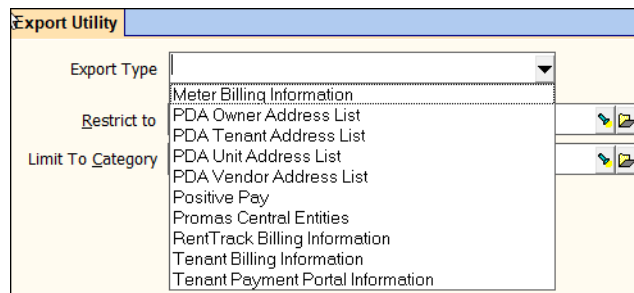 Export Utility
Export Type
Meter Billing Information
Restrict to
PDA Owner Address List
PDA Tenant Address List
Limit To Category
PDA Unit Address List
PDA Vendor Address List
Positive Pay
Promas Central Entities
RentTrack Billing Information
Tenant Billing Information
Tenant Payment Portal Information